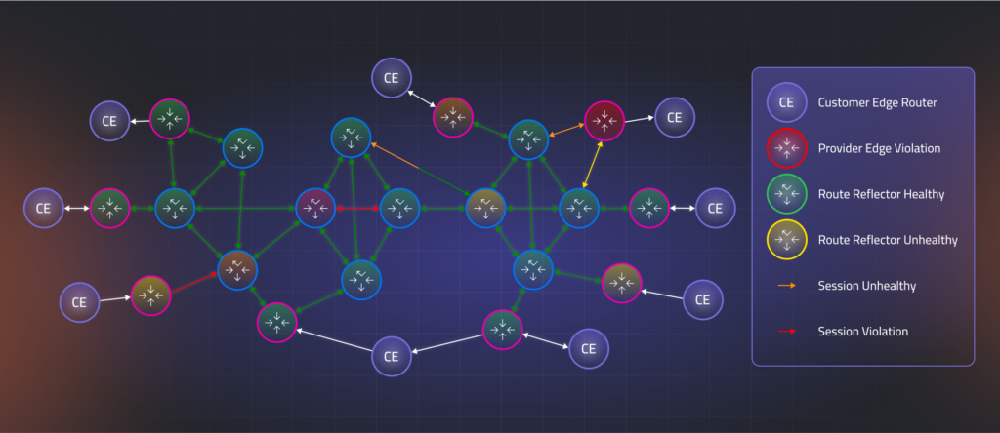 CE
CE
CE
CE
CE
CE
CE
CE
CE
CE Customer Edge Router
Provider Edge Violation
Route Reflector Healthy
Route Reflector Unhealthy
Session Unhealthy
Session Violation